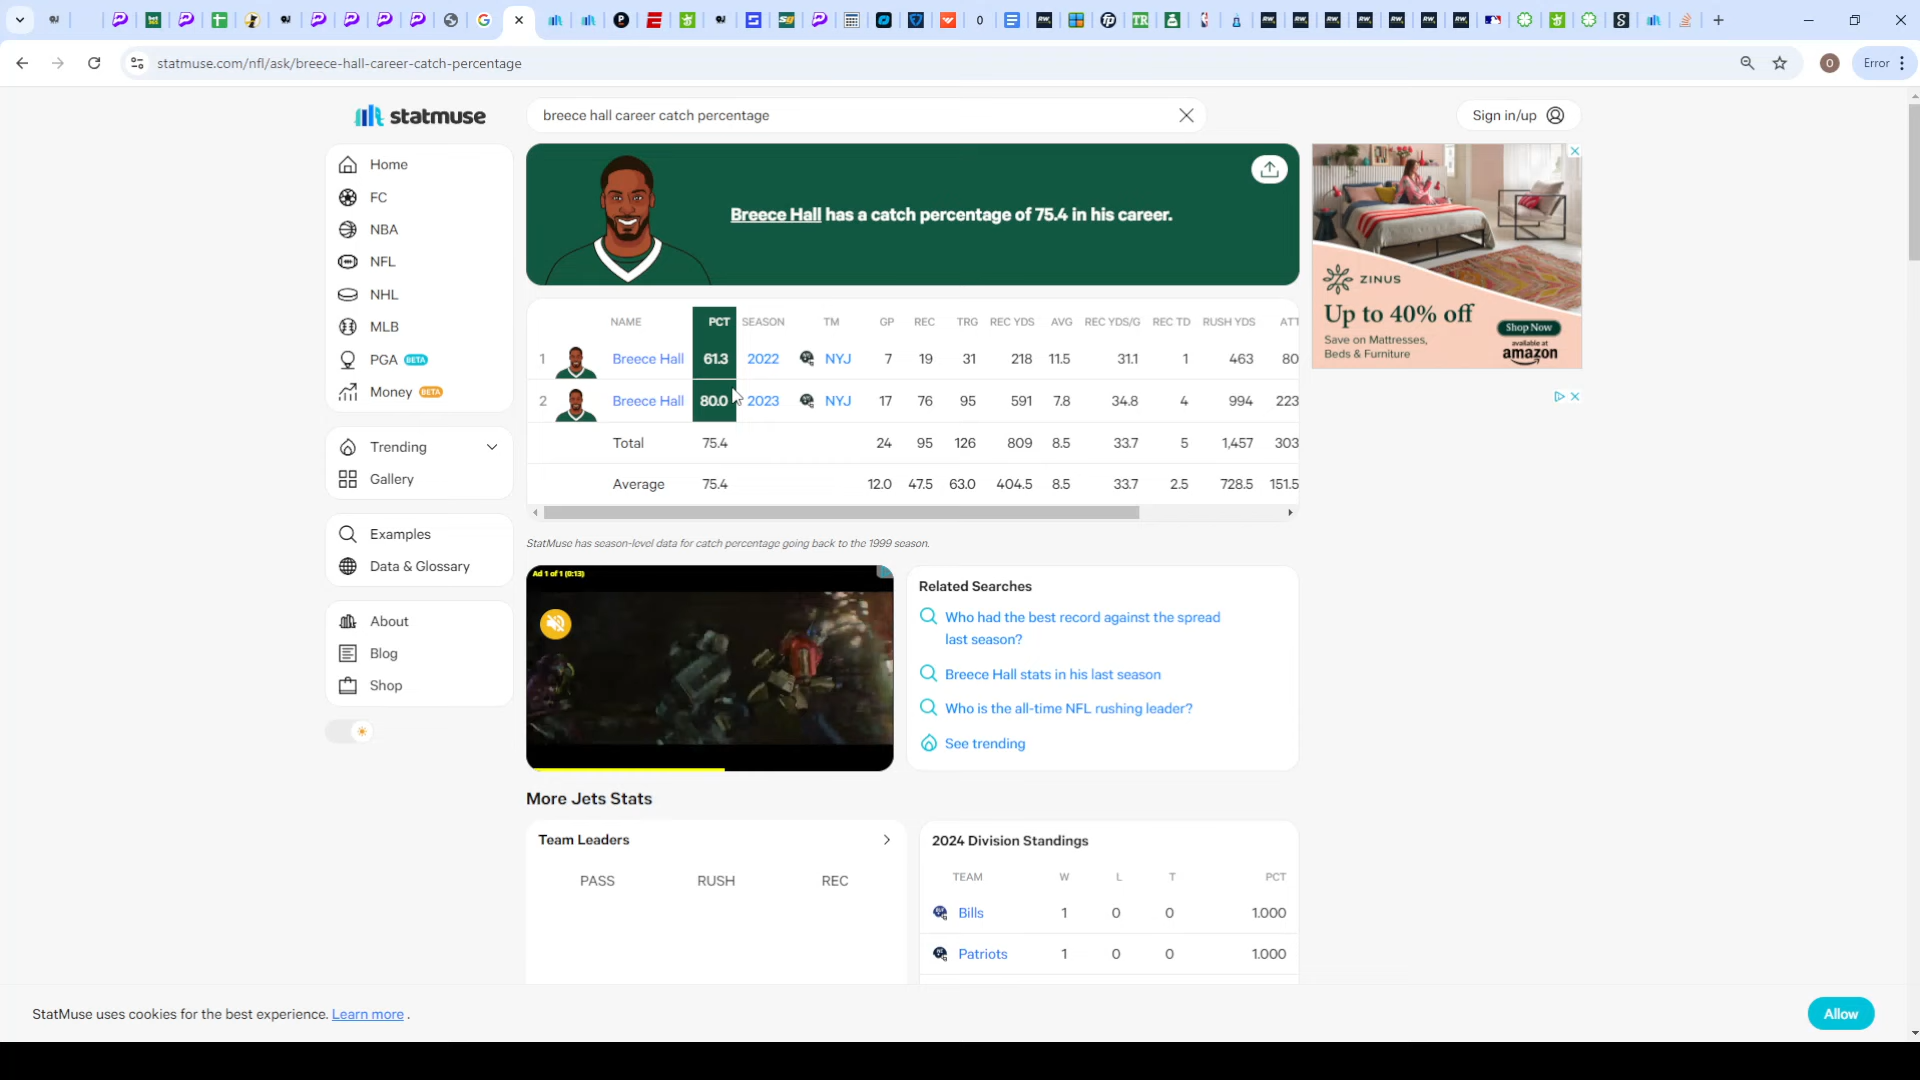 Error
statmuse.com/nfl/ask/breece-hall-career-catch-percentage
O
statmuse
breece hall career catch percentage
Sign in/up
Home
FC
NBA
NFL
NHL
MLB
PGA BETA
Money BETA
Trending
Gallery
Examples
Data & Glossary
About
Blog
Shop
Breece Hall has a catch percentage of 75.4 in his career.
NAME PCT SEASON TM GP REC TRG REC YDS AVG REC YDS/G REC TD RUSH YDS ATT
1 Breece Hall 61.3 2022 NYJ 7 19 31 218 11.5 31.1 1 463 80
2 Breece Hall 80.0 2023 NYJ 17 76 95 591 7.8 34.8 4 994 223
Total 75.4 24 95 126 809 8.5 33.7 5 1,457 303
Average 75.4 12.0 47.5 63.0 404.5 8.5 33.7 2.5 728.5 151.5
StatMuse has season-level data for catch percentage going back to the 1999 season.
Ad 1 of 1 (0:13)
Related Searches
Who had the best record against the spread
last season?
Breece Hall stats in his last season
Who is the all-time NFL rushing leader?
See trending
More Jets Stats
Team Leaders
PASS RUSH REC
2024 Division Standings
TEAM W L T PCT
Bills 1 0 0 1.000
Patriots 1 0 0 1.000
ZINUS
Up to 40% off
Save on Mattresses,
Beds & Furniture
Shop Now
available at
amazon
StatMuse uses cookies for the best experience. Learn more .
Allow